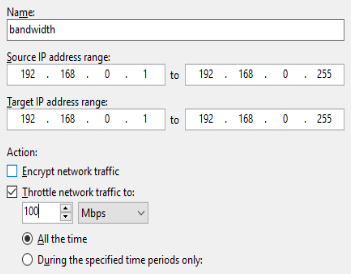 Name:
bandwidth
Source IP address range:
192 . 168 . 0 . 1 to 192 . 168 . 0 . 255
Target IP address range:
192 . 168 . 0 . 1 to 192 . 168 . 0 . 255
Action:
Encrypt network traffic
Throttle network traffic to:
100 Mbps
All the time
During the specified time periods only: